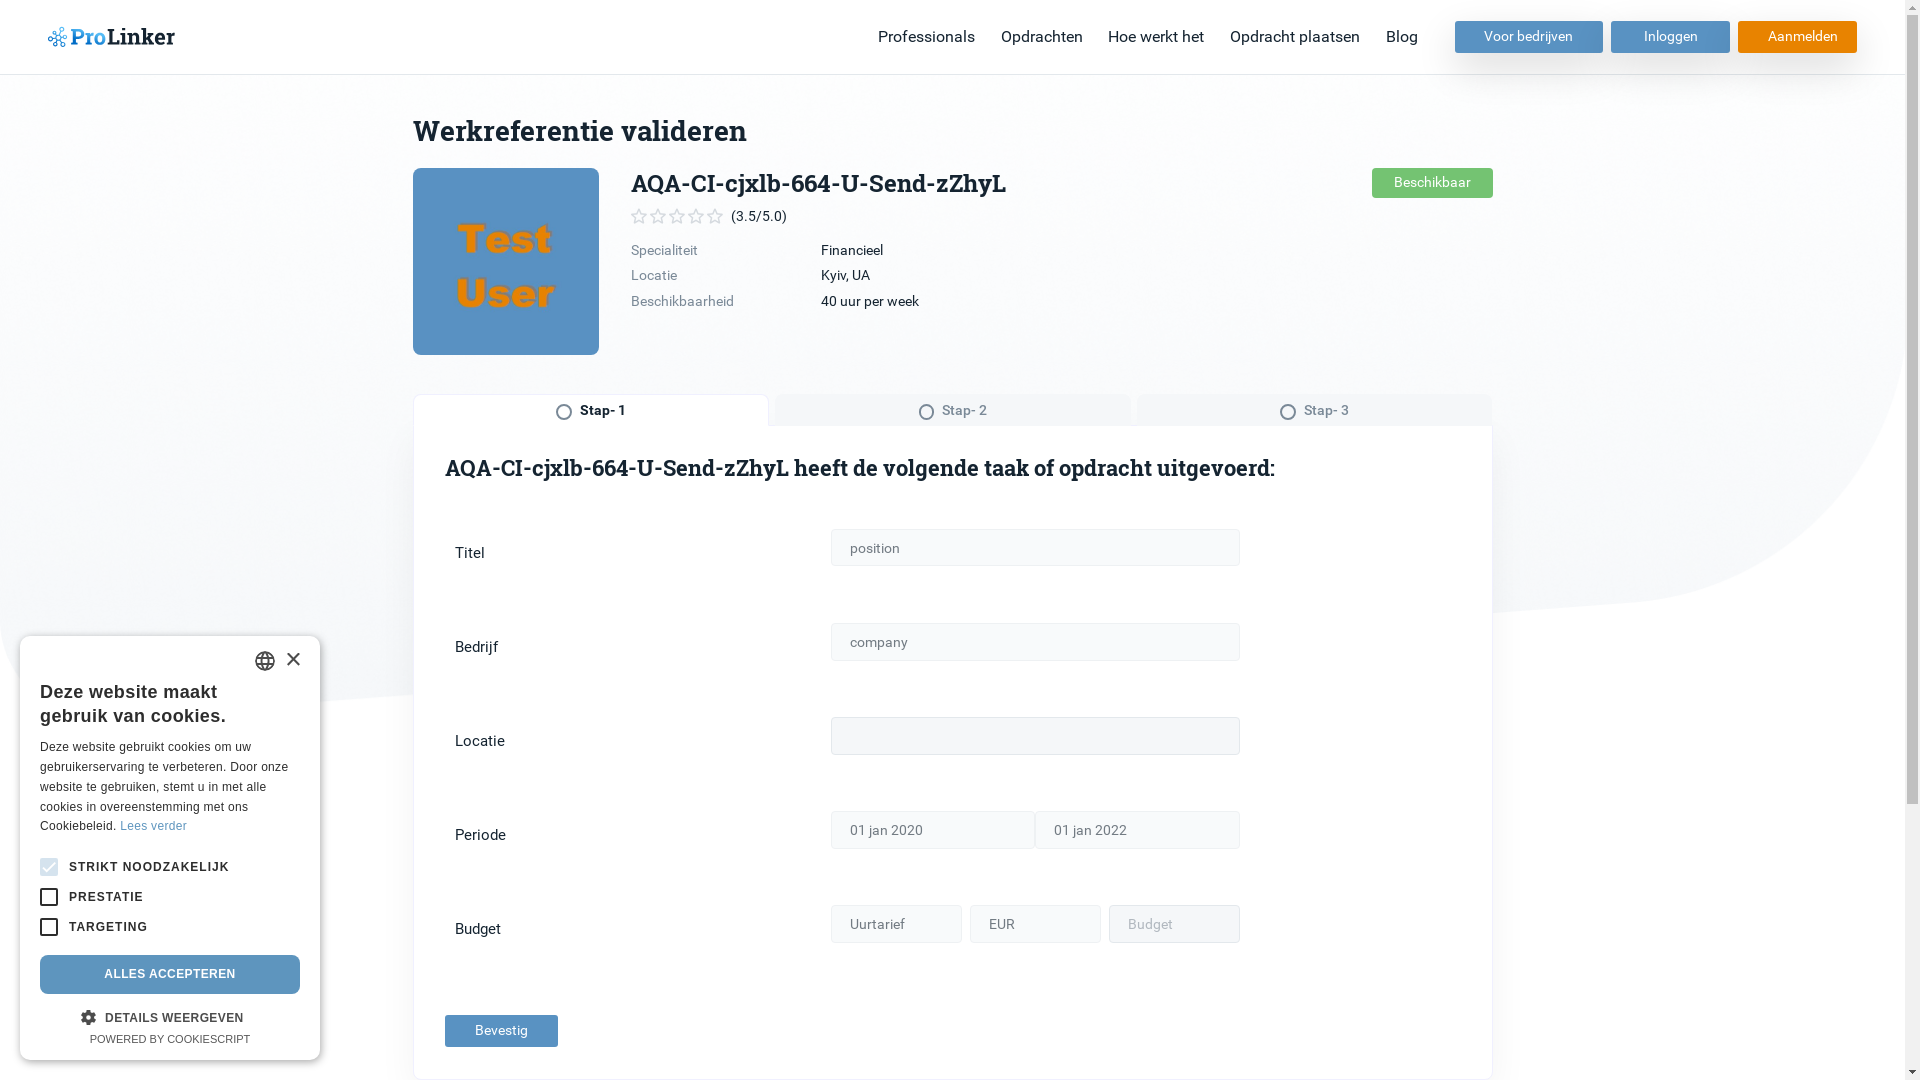 ProLinker
Professionals Opdrachten Hoe werkt het Opdracht plaatsen Blog Voor bedrijven Inloggen Aanmelden
Werkreferentie valideren
Test
User
AQA-CI-cjxlb-664-U-Send-zZhyL
Beschikbaar
(3.5/5.0)
Specialiteit Financieel
Locatie Kyiv, UA
Beschikbaarheid 40 uur per week
Stap- 1 Stap- 2 Stap- 3
AQA-CI-cjxlb-664-U-Send-zZhyL heeft de volgende taak of opdracht uitgevoerd:
Titel position
Bedrijf company
Locatie
Periode 01 jan 2020 01 jan 2022
Budget Uurtarief EUR Budget
Bevestig
×
Deze website maakt
gebruik van cookies.
Deze website gebruikt cookies om uw
gebruikerservaring te verbeteren. Door onze
website te gebruiken, stemt u in met alle
cookies in overeenstemming met ons
Cookiebeleid. Lees verder
STRIKT NOODZAKELIJK
PRESTATIE
TARGETING
ALLES ACCEPTEREN
DETAILS WEERGEVEN
POWERED BY COOKIESCRIPT